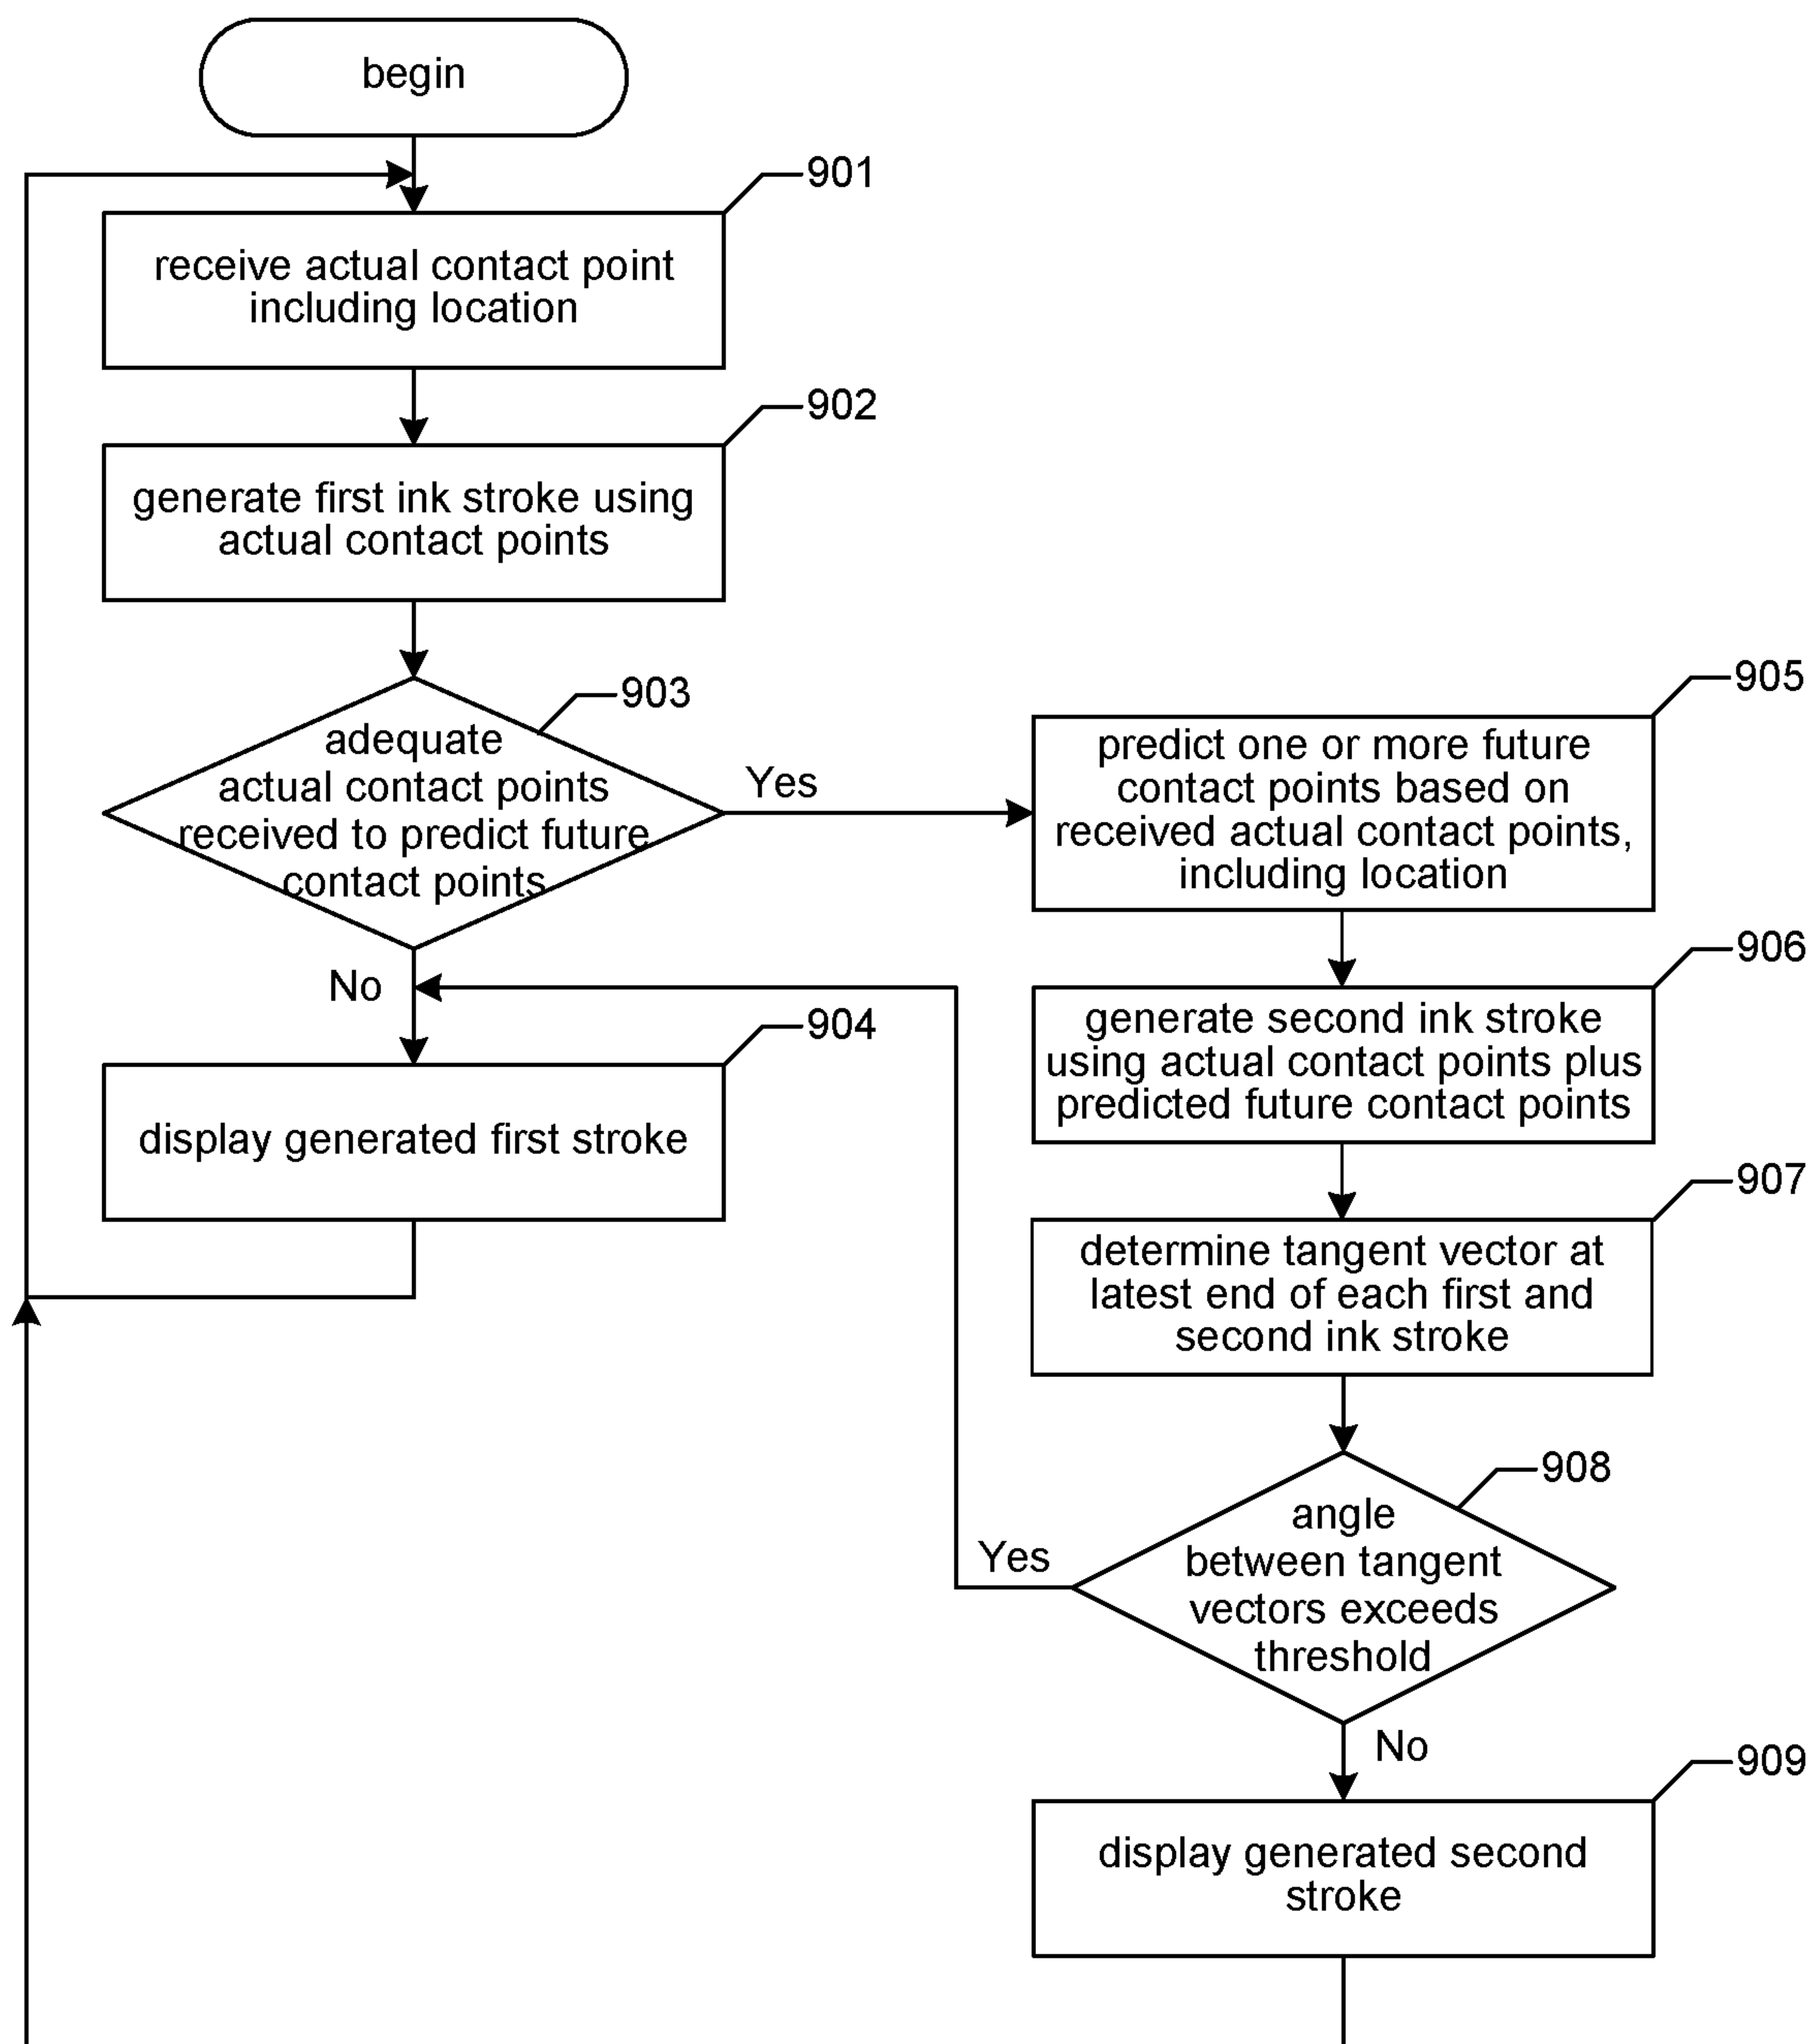 begin
901
receive actual contact point
including location
902
generate first ink stroke using
actual contact points
903
adequate
actual contact points
received to predict future
contact points
Yes
No
904
display generated first stroke
905
predict one or more future
contact points based on
received actual contact points,
including location
906
generate second ink stroke
using actual contact points plus
predicted future contact points
907
determine tangent vector at
latest end of each first and
second ink stroke
908
angle
between tangent
vectors exceeds
threshold
Yes
No
909
display generated second
stroke